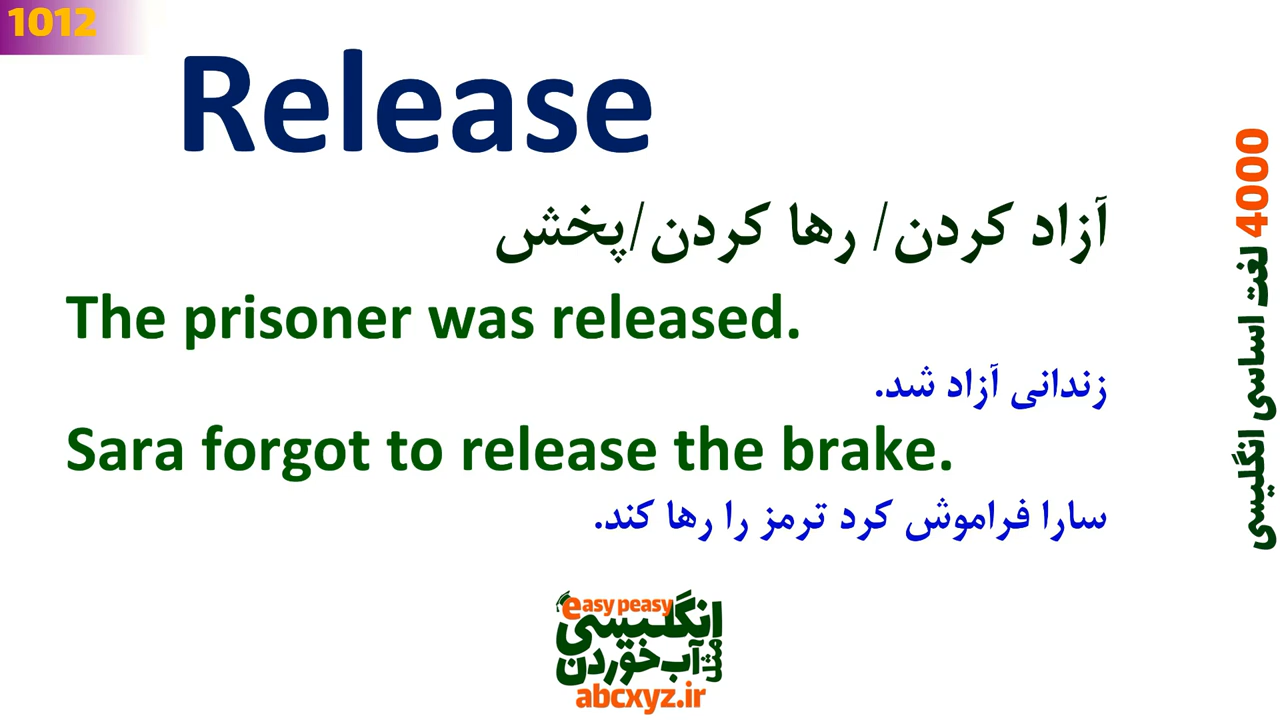 1012
Release
آزاد کردن/ رها کردن/پخش
The prisoner was released.
زندانی آزاد شد.
Sara forgot to release the brake.
سارا فراموش کرد ترمز را رها کند.
4000 لغت اساسی انگلیسی
easy peasy
انگلیسی
مثل آب خوردن
abcxyz.ir